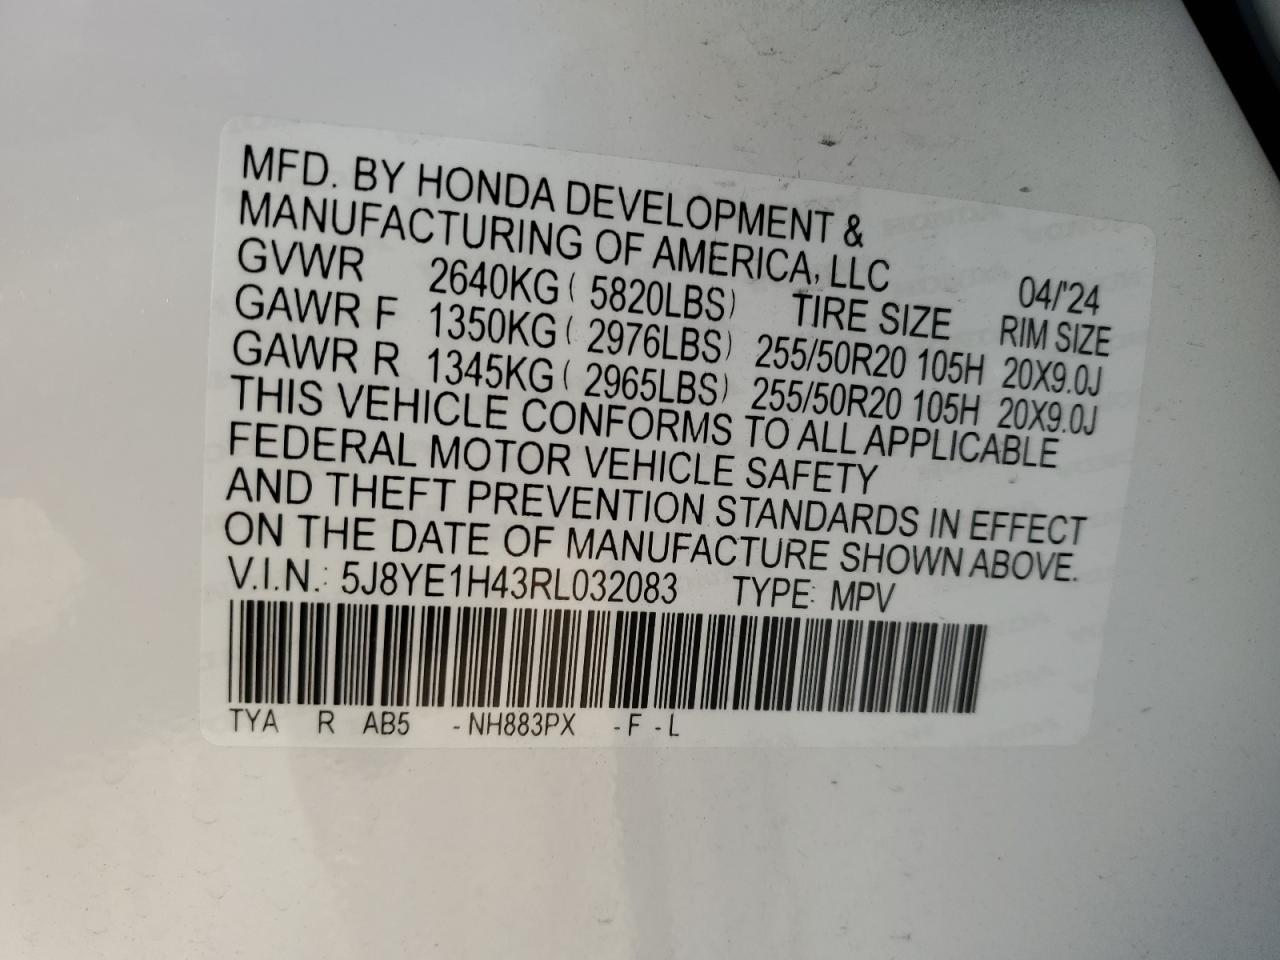 MFD. BY HONDA DEVELOPMENT &
MANUFACTURING OF AMERICA, LLC 04/'24
GVWR 2640KG ( 5820LBS) TIRE SIZE RIM SIZE
GAWR F 1350KG ( 2976LBS) 255/50R20 105H 20X9.0J
GAWR R 1345KG ( 2965LBS) 255/50R20 105H 20X9.0J
THIS VEHICLE CONFORMS TO ALL APPLICABLE
FEDERAL MOTOR VEHICLE SAFETY
AND THEFT PREVENTION STANDARDS IN EFFECT
ON THE DATE OF MANUFACTURE SHOWN ABOVE.
V.I.N.: 5J8YE1H43RL032083 TYPE: MPV
TYA R AB5 -NH883PX -F-L